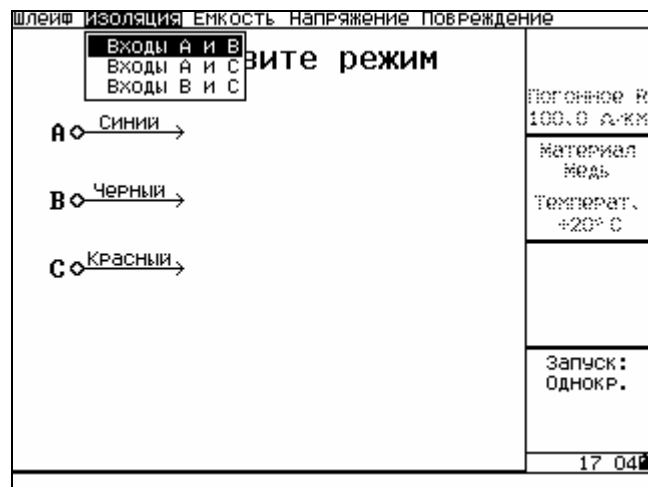 Шлейф Изоляция Емкость Напряжение Повреждение
Входы А и В
Входы А и С
Входы В и С
вите режим
Погонное R
100.0 Ом/км
Материал
Медь
Температ.
+20° С
А Синий
В Черный
С Красный
Запуск:
Однокр.
17 04